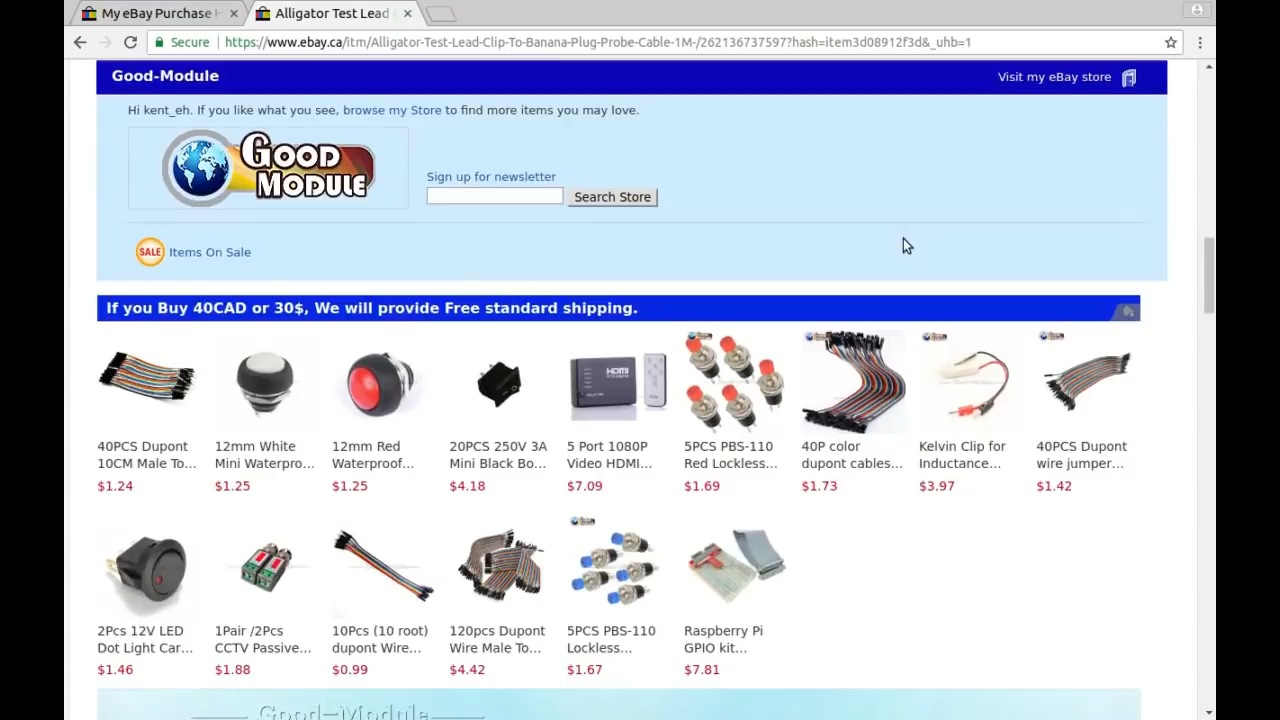 My eBay Purchase H
Alligator Test Lead
Secure
https://www.ebay.ca/itm/Alligator-Test-Lead-Clip-To-Banana-Plug-Probe-Cable-1M-/262136737597?hash=item3d08912f3d&_uhb=1
Good-Module
Visit my eBay store
Hi kent_eh. If you like what you see, browse my Store to find more items you may love.
GOOD
MODULE
Sign up for newsletter
Search Store
SALE
Items On Sale
If you Buy 40CAD or 30$, We will provide Free standard shipping.
HDMI
40PCS Dupont 12mm White 12mm Red 20PCS 250V 3A 5 Port 1080P 5PCS PBS-110 40P color Kelvin Clip for 40PCS Dupont
10CM Male To... Mini Waterpro... Waterproof... Mini Black Bo... Video HDMI... Red Lockless... dupont cables... Inductance... wire jumper...
$1.24 $1.25 $1.25 $4.18 $7.09 $1.69 $1.73 $3.97 $1.42
2Pcs 12V LED 1Pair /2Pcs 10Pcs (10 root) 120pcs Dupont 5PCS PBS-110 Raspberry Pi
Dot Light Car... CCTV Passive... dupont Wire... Wire Male To... Lockless... GPIO kit...
$1.46 $1.88 $0.99 $4.42 $1.67 $7.81
Good-Module